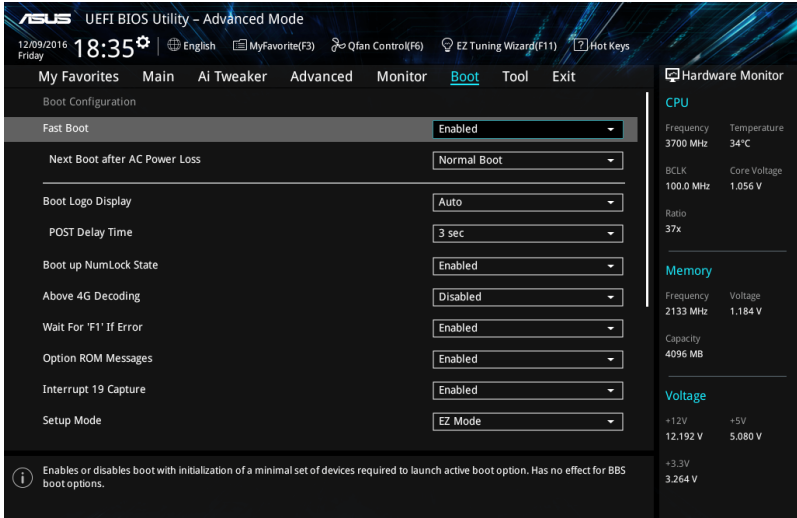 ASUS UEFI BIOS Utility – Advanced Mode
12/09/2016
Friday
18:35
English
MyFavorite(F3)
Qfan Control(F6)
EZ Tuning Wizard(F11)
? Hot Keys
My Favorites Main Ai Tweaker Advanced Monitor Boot Tool Exit
Boot Configuration
Fast Boot Enabled
Next Boot after AC Power Loss Normal Boot
Boot Logo Display Auto
POST Delay Time 3 sec
Boot up NumLock State Enabled
Above 4G Decoding Disabled
Wait For 'F1' If Error Enabled
Option ROM Messages Enabled
Interrupt 19 Capture Enabled
Setup Mode EZ Mode
i
Enables or disables boot with initialization of a minimal set of devices required to launch active boot option. Has no effect for BBS
boot options.
Hardware Monitor
CPU
Frequency Temperature
3700 MHz 34°C
BCLK Core Voltage
100.0 MHz 1.056 V
Ratio
37x
Memory
Frequency Voltage
2133 MHz 1.184 V
Capacity
4096 MB
Voltage
+12V +5V
12.192 V 5.080 V
+3.3V
3.264 V